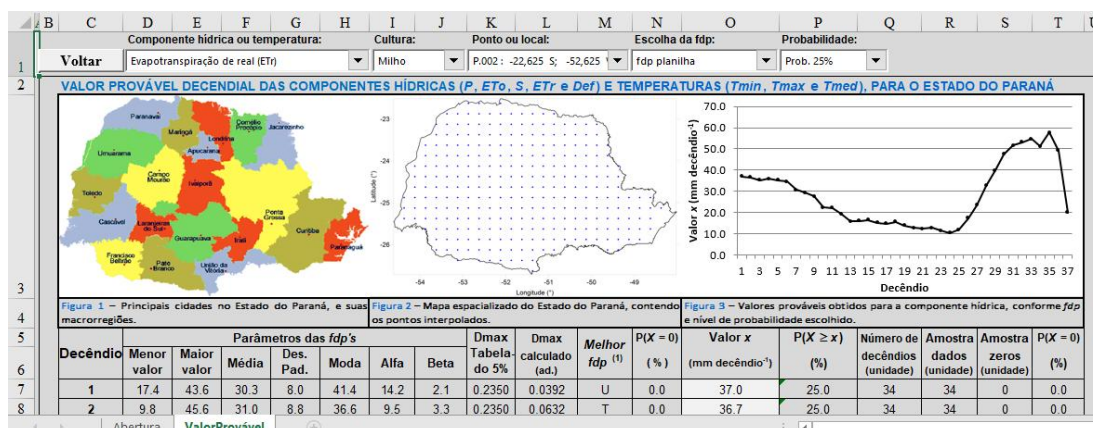 A B C D E F G H I J K L M N O P Q R S T U
Componente hídrica ou temperatura: Cultura: Ponto ou local: Escolha da fdp: Probabilidade:
1 Voltar Evapotranspiração de real (ETr) Milho P.002 : -22,625 S; -52,625 fdp planilha Prob. 25%
2 VALOR PROVÁVEL DECENDIAL DAS COMPONENTES HÍDRICAS (P, ETo, S, ETr e Def) E TEMPERATURAS (Tmin, Tmax e Tmed), PARA O ESTADO DO PARANÁ
Paranavaí
Maringá
Londrina
Cornélio Procópio
Jacarezinho
Apucarana
Umuarama
Campo Mourão
Ivaiporã
Toledo
Cascável
Laranjeiras do Sul
Guarapuava
Irati
Ponta Grossa
Curitiba
Paranaguá
Francisco Beltrão
Pato Branco
União da Vitória
Latitude (°)
-23
-24
-25
-26
-54 -53 -52 -51 -50 -49
Longitude (°)
Valor x (mm decêndio⁻¹)
70.0
60.0
50.0
40.0
30.0
20.0
10.0
0.0
1 3 5 7 9 11 13 15 17 19 21 23 25 27 29 31 33 35 37
Decêndio
3
4
Figura 1 – Principais cidades no Estado do Paraná, e suas
macrorregiões.
Figura 2 – Mapa espacializado do Estado do Paraná, contendo
os pontos interpolados.
Figura 3 – Valores prováveis obtidos para a componente hídrica, conforme fdp
e nível de probabilidade escolhido.
5 Parâmetros das fdp's Dmax Dmax P(X = 0) Valor x P(X ≥ x) Número de Amostra Amostra P(X = 0)
Decêndio Menor Maior Média Des. Moda Alfa Beta Tabela- calculado Melhor decêndios dados zeros
6 valor valor Pad. do 5% (ad.) fdp (1) (%) (mm decêndio⁻¹) (%) (unidade) (unidade) (unidade) (%)
7 1 17.4 43.6 30.3 8.0 41.4 14.2 2.1 0.2350 0.0392 U 0.0 37.0 25.0 34 34 0 0.0
8 2 9.8 45.6 31.0 8.8 36.6 9.5 3.3 0.2350 0.0632 T 0.0 36.7 25.0 34 34 0 0.0
Abertura ValorProvável